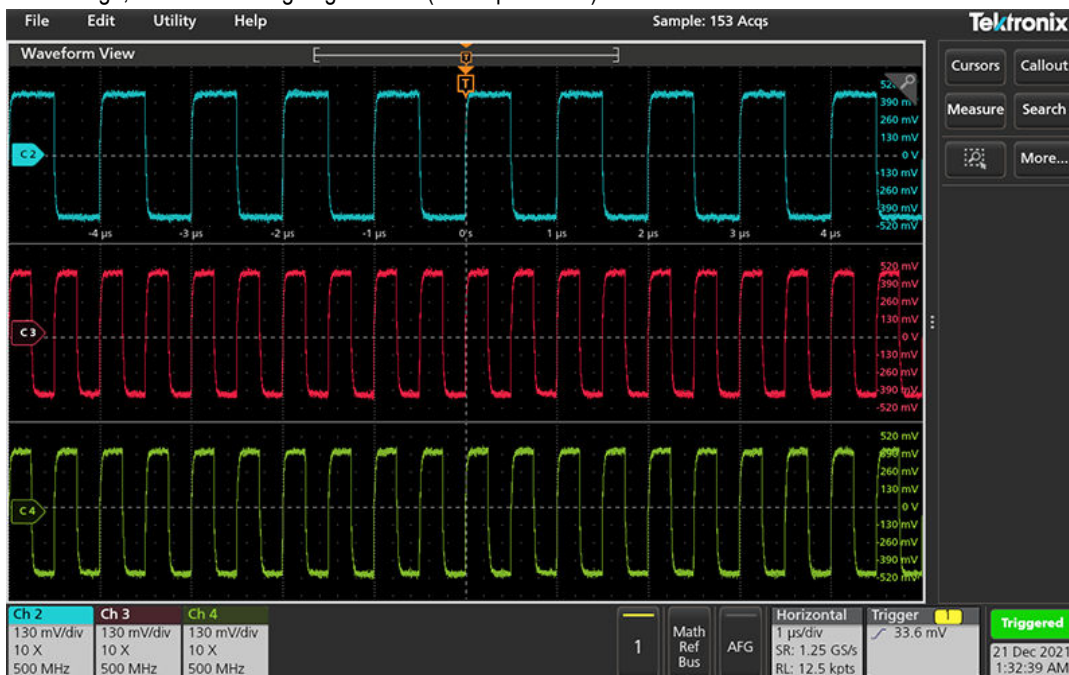 File Edit Utility Help Sample: 153 Acqs Tektronix
Waveform View
T
T
Cursors Callout
Measure Search
More...
390 m
260 mV
130 mV
C 2 0 V
-130 mV
-260 mV
-390 mV
-520 mV
-4 µs -3 µs -2 µs -1 µs 0 s 1 µs 2 µs 3 µs 4 µs
520 mV
390 mV
260 mV
130 mV
C 3 0 V
-130 mV
-260 mV
-390 mV
-520 mV
520 mV
390 mV
260 mV
130 mV
C 4 0 V
-130 mV
-260 mV
-390 mV
-520 mV
Ch 2 Ch 3 Ch 4 Horizontal Trigger 1 Triggered
130 mV/div 130 mV/div 130 mV/div 1 Math Ref Bus AFG 1 µs/div 33.6 mV
10 X 10 X 10 X SR: 1.25 GS/s 21 Dec 2021
500 MHz 500 MHz 500 MHz RL: 12.5 kpts 1:32:39 AM